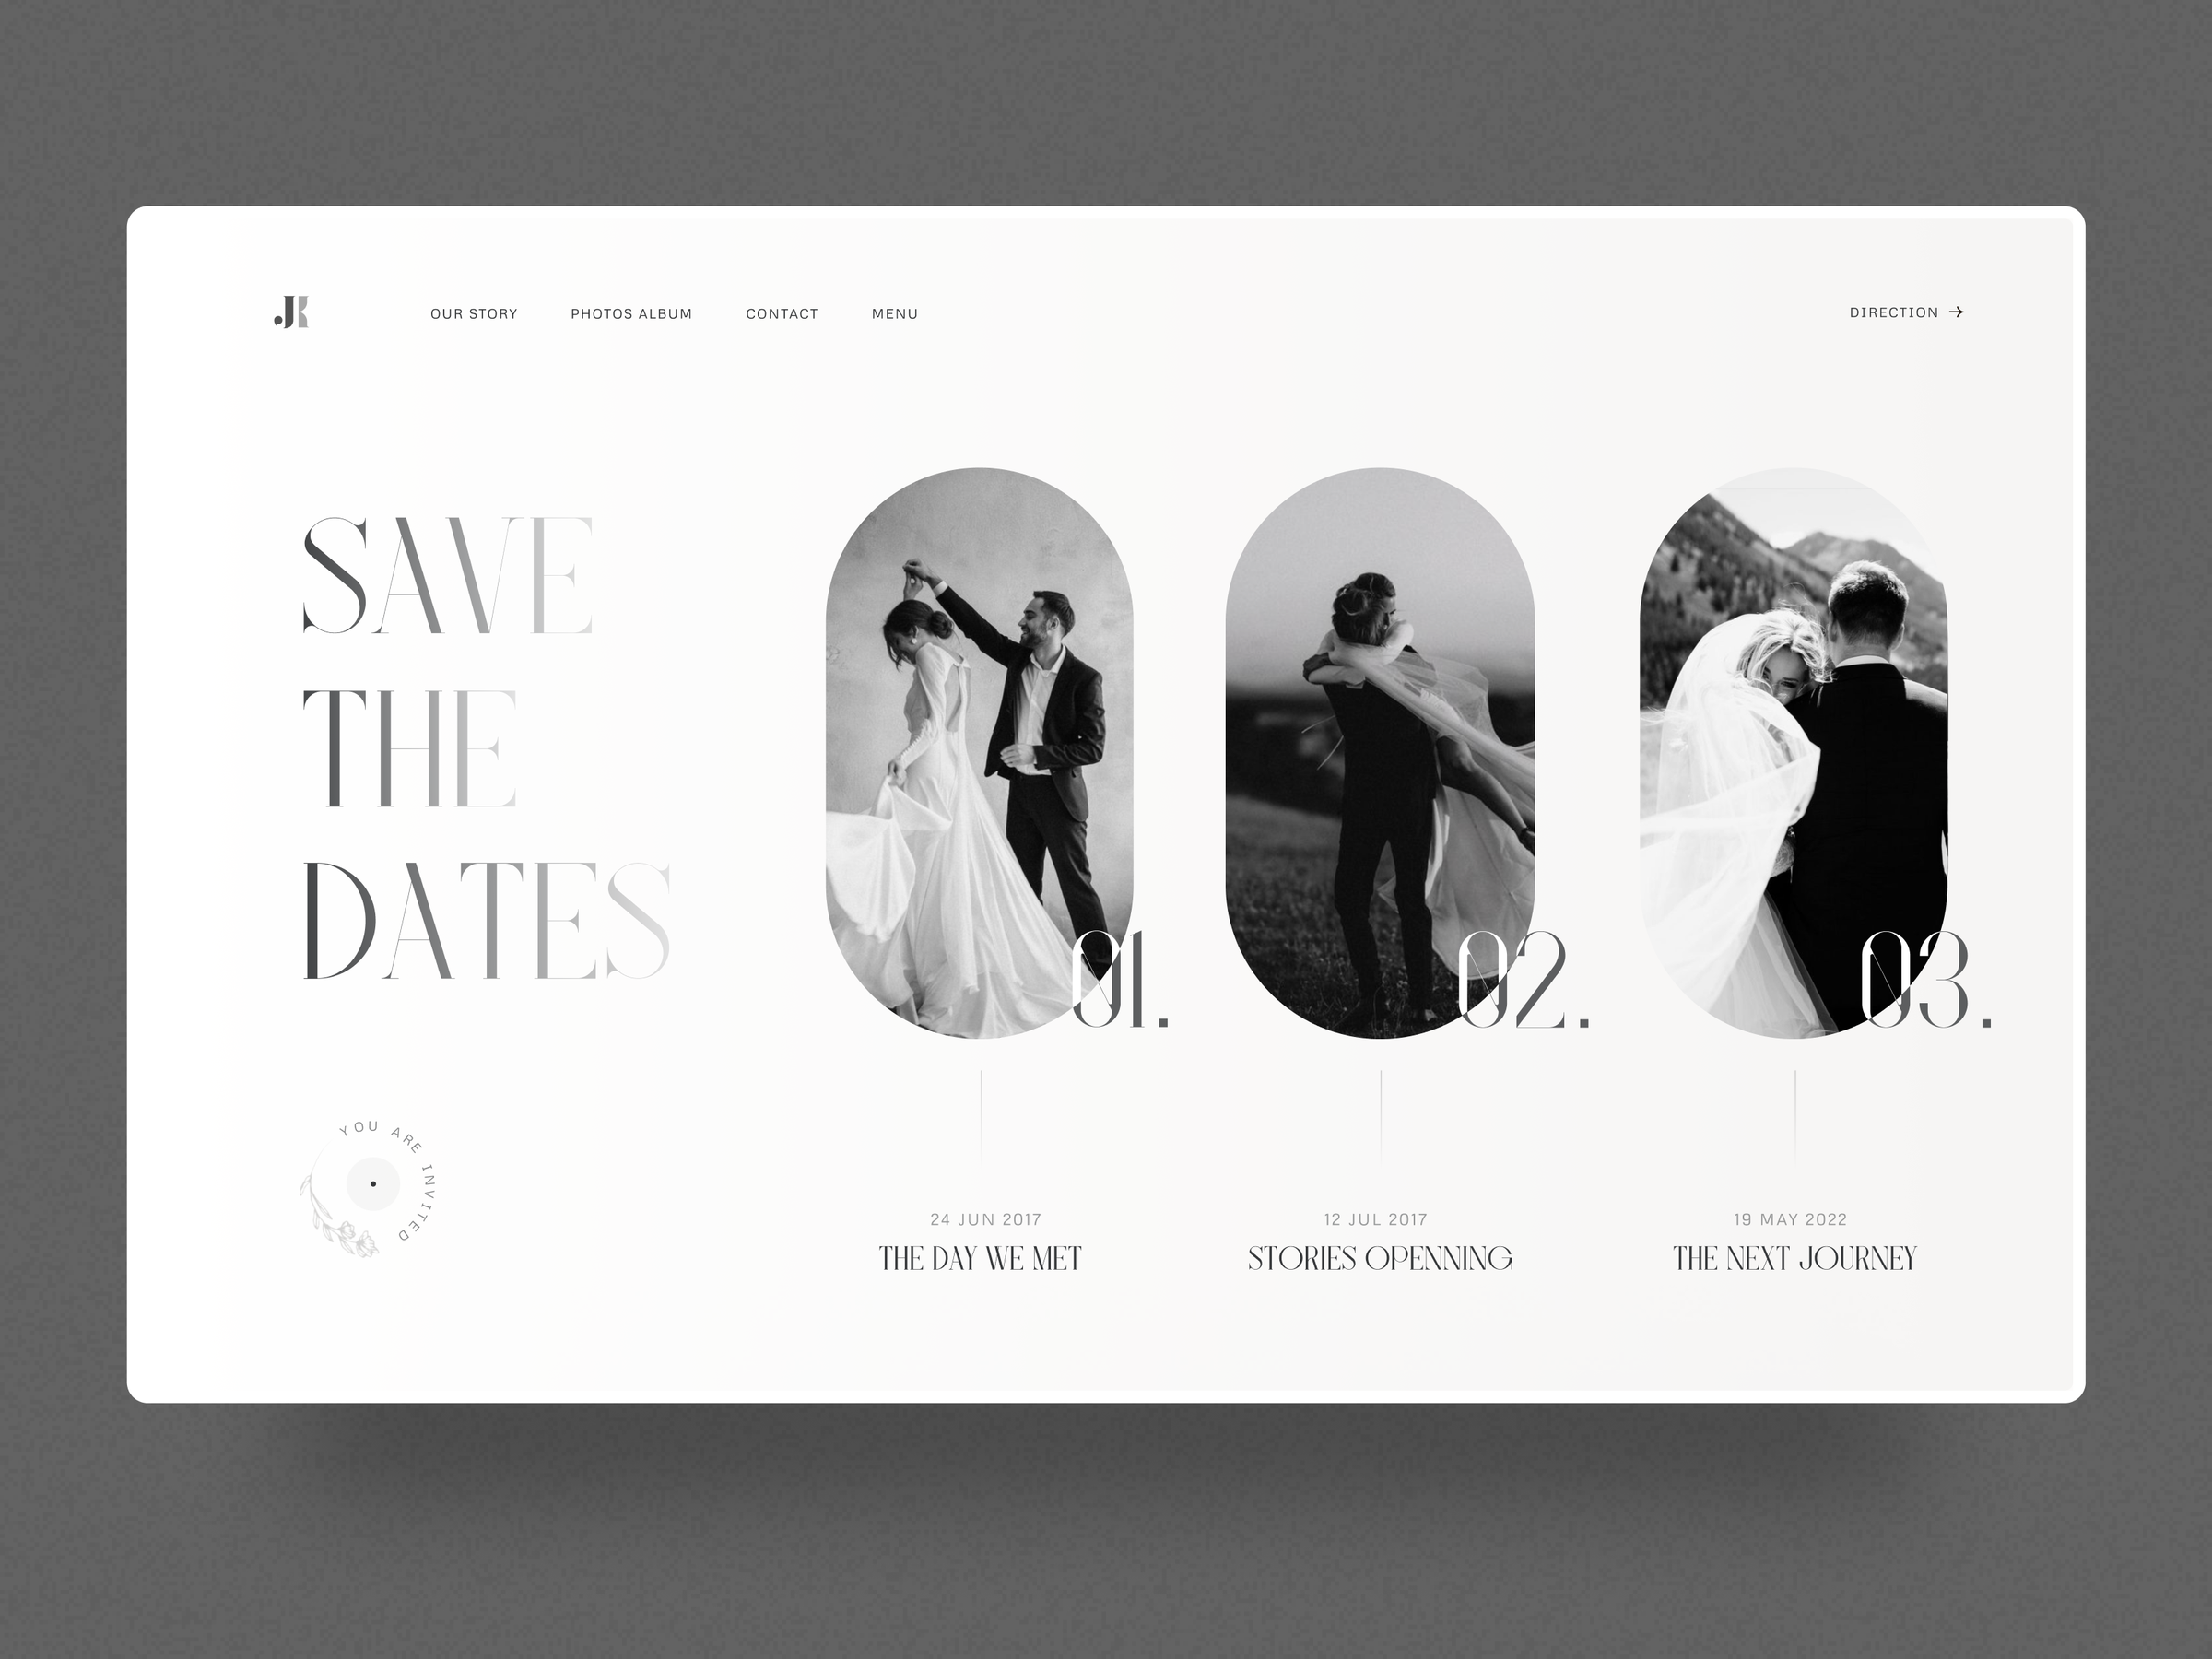 JK
OUR STORY
PHOTOS ALBUM
CONTACT
MENU
DIRECTION →
SAVE
THE
DATES
YOU ARE INVITED
01.
02.
03.
24 JUN 2017
THE DAY WE MET
12 JUL 2017
STORIES OPENNING
19 MAY 2022
THE NEXT JOURNEY